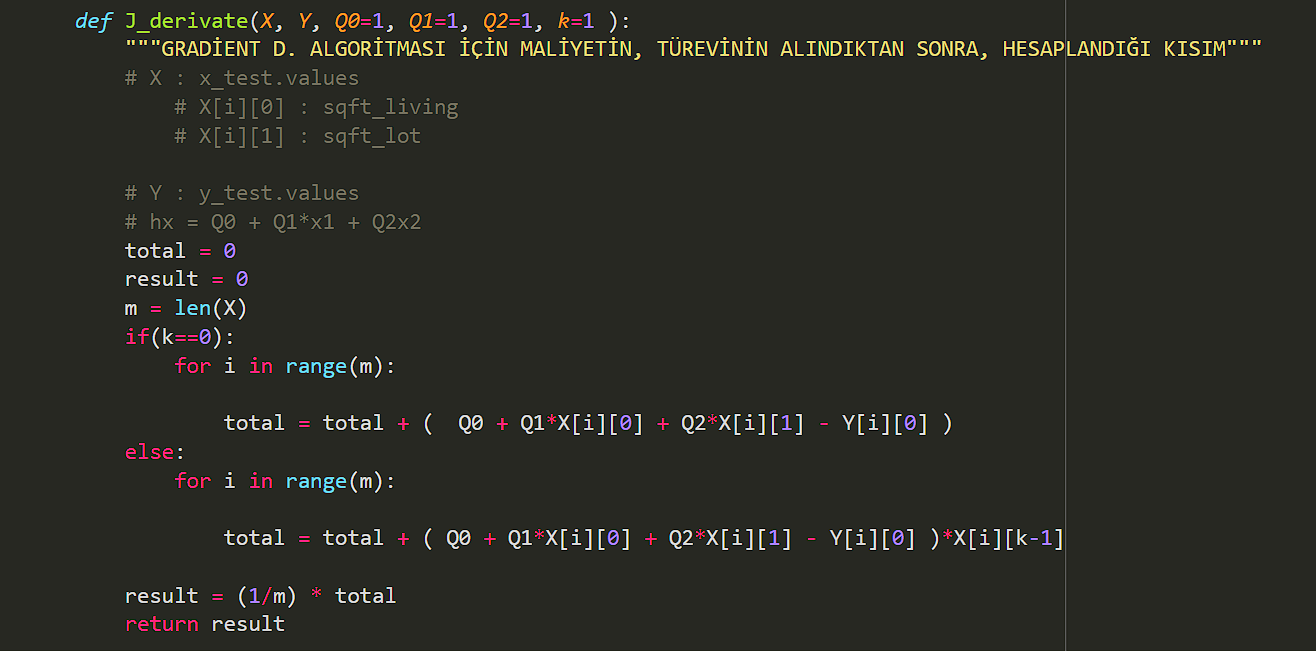 def J_derivate(X, Y, Q0=1, Q1=1, Q2=1, k=1 ):
"""GRADİENT D. ALGORİTMASI İÇİN MALİYETİN, TÜREVİNİN ALINDIKTAN SONRA, HESAPLANDIĞI KISIM"""
# X : x_test.values
# X[i][0] : sqft_living
# X[i][1] : sqft_lot
# Y : y_test.values
# hx = Q0 + Q1*x1 + Q2x2
total = 0
result = 0
m = len(X)
if(k==0):
for i in range(m):
total = total + (  Q0 + Q1*X[i][0] + Q2*X[i][1] - Y[i][0] )
else:
for i in range(m):
total = total + ( Q0 + Q1*X[i][0] + Q2*X[i][1] - Y[i][0] )*X[i][k-1]
result = (1/m) * total
return result